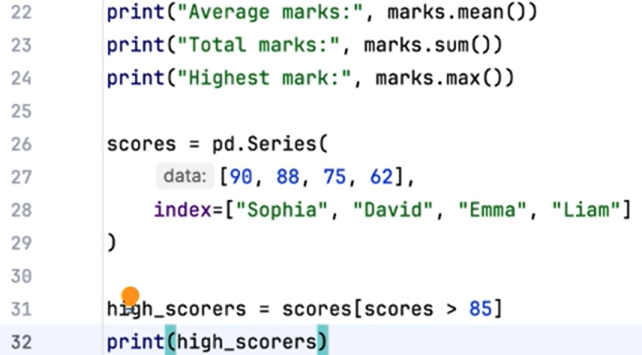 22 print("Average marks:", marks.mean())
23 print("Total marks:", marks.sum())
24 print("Highest mark:", marks.max())
25
26 scores = pd.Series(
27 data: [90, 88, 75, 62],
28 index=["Sophia", "David", "Emma", "Liam"]
29 )
30
31 high_scorers = scores[scores > 85]
32 print(high_scorers)